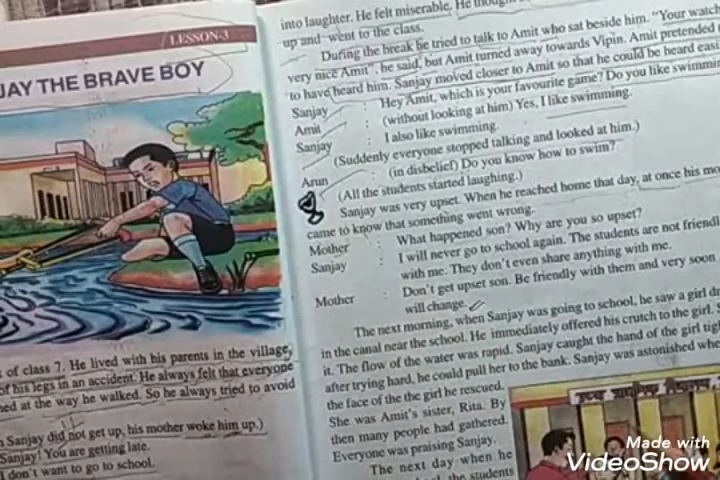 LESSON-3
JAY THE BRAVE BOY
of class 7. He lived with his parents in the village,
of his legs in an accident. He always felt that everyone
ed at the way he walked. So he always tried to avoid
Sanjay did not get up, his mother woke him up.)
Sanjay! You are getting late.
I don't want to go to school.
into laughter. He felt miserable. He
up and went to the class.
During the break he tried to talk to Amit who sat beside him. "Your watch
very nice Amit", he said, but Amit turned away towards Vipin. Amit pretended
to have heard him. Sanjay moved closer to Amit so that he could be heard
Sanjay : Hey Amit, which is your favourite game? Do you like
Amit : (without looking at him) Yes, I like swimming.
Sanjay : I also like swimming.
(Suddenly everyone stopped talking and looked at him.)
Arun : (in disbelief) Do you know how to swim?
(All the students started laughing.)
Sanjay was very upset. When he reached home that day, at once his
came to know that something went wrong.
Mother : What happened son? Why are you so upset?
Sanjay : I will never go to school again. The students are not
with me. They don't even share anything with me.
Mother : Don't get upset son. Be friendly with them and very soon
will change.
The next morning, when Sanjay was going to school, he saw a girl
in the canal near the school. He immediately offered his crutch to the girl.
it. The flow of the water was rapid. Sanjay caught the hand of the girl
after trying hard, he could pull her to the bank. Sanjay was astonished
the face of the girl he rescued.
She was Amit's sister, Rita. By
then many people had gathered.
Everyone was praising Sanjay.
The next day when he
the students
Made with
VideoShow